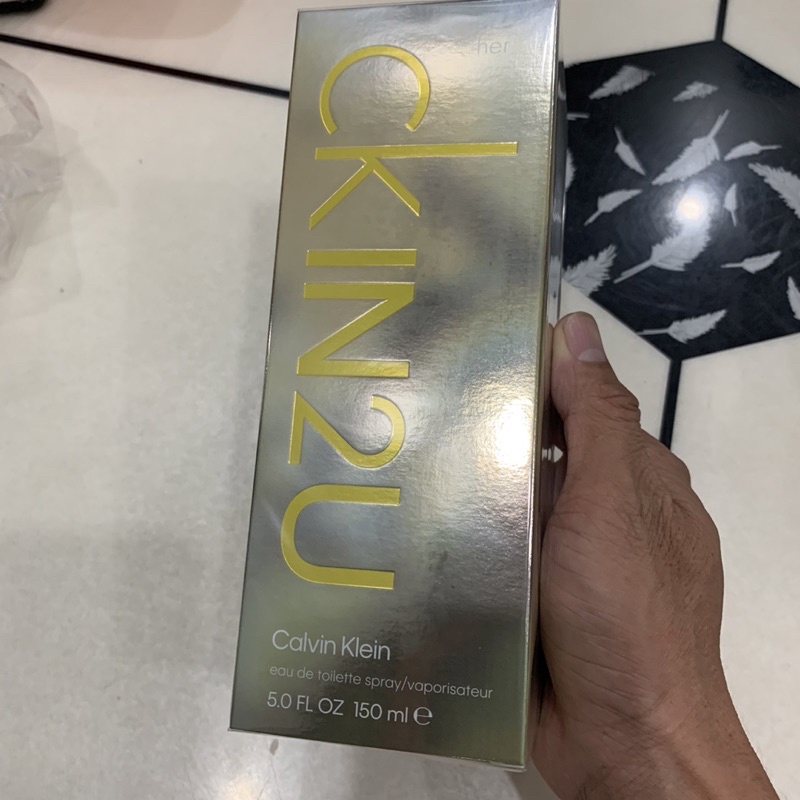 her
CKIN2U
Calvin Klein
eau de toilette spray/vaporisateur
5.0 FL OZ 150 ml ℮